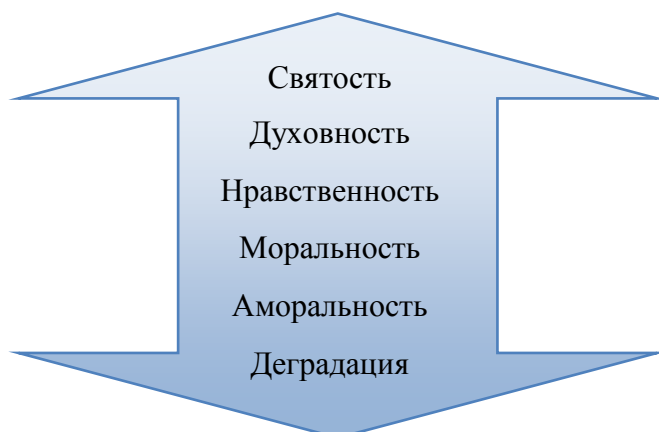 Святость
Духовность
Нравственность
Моральность
Аморальность
Деградация